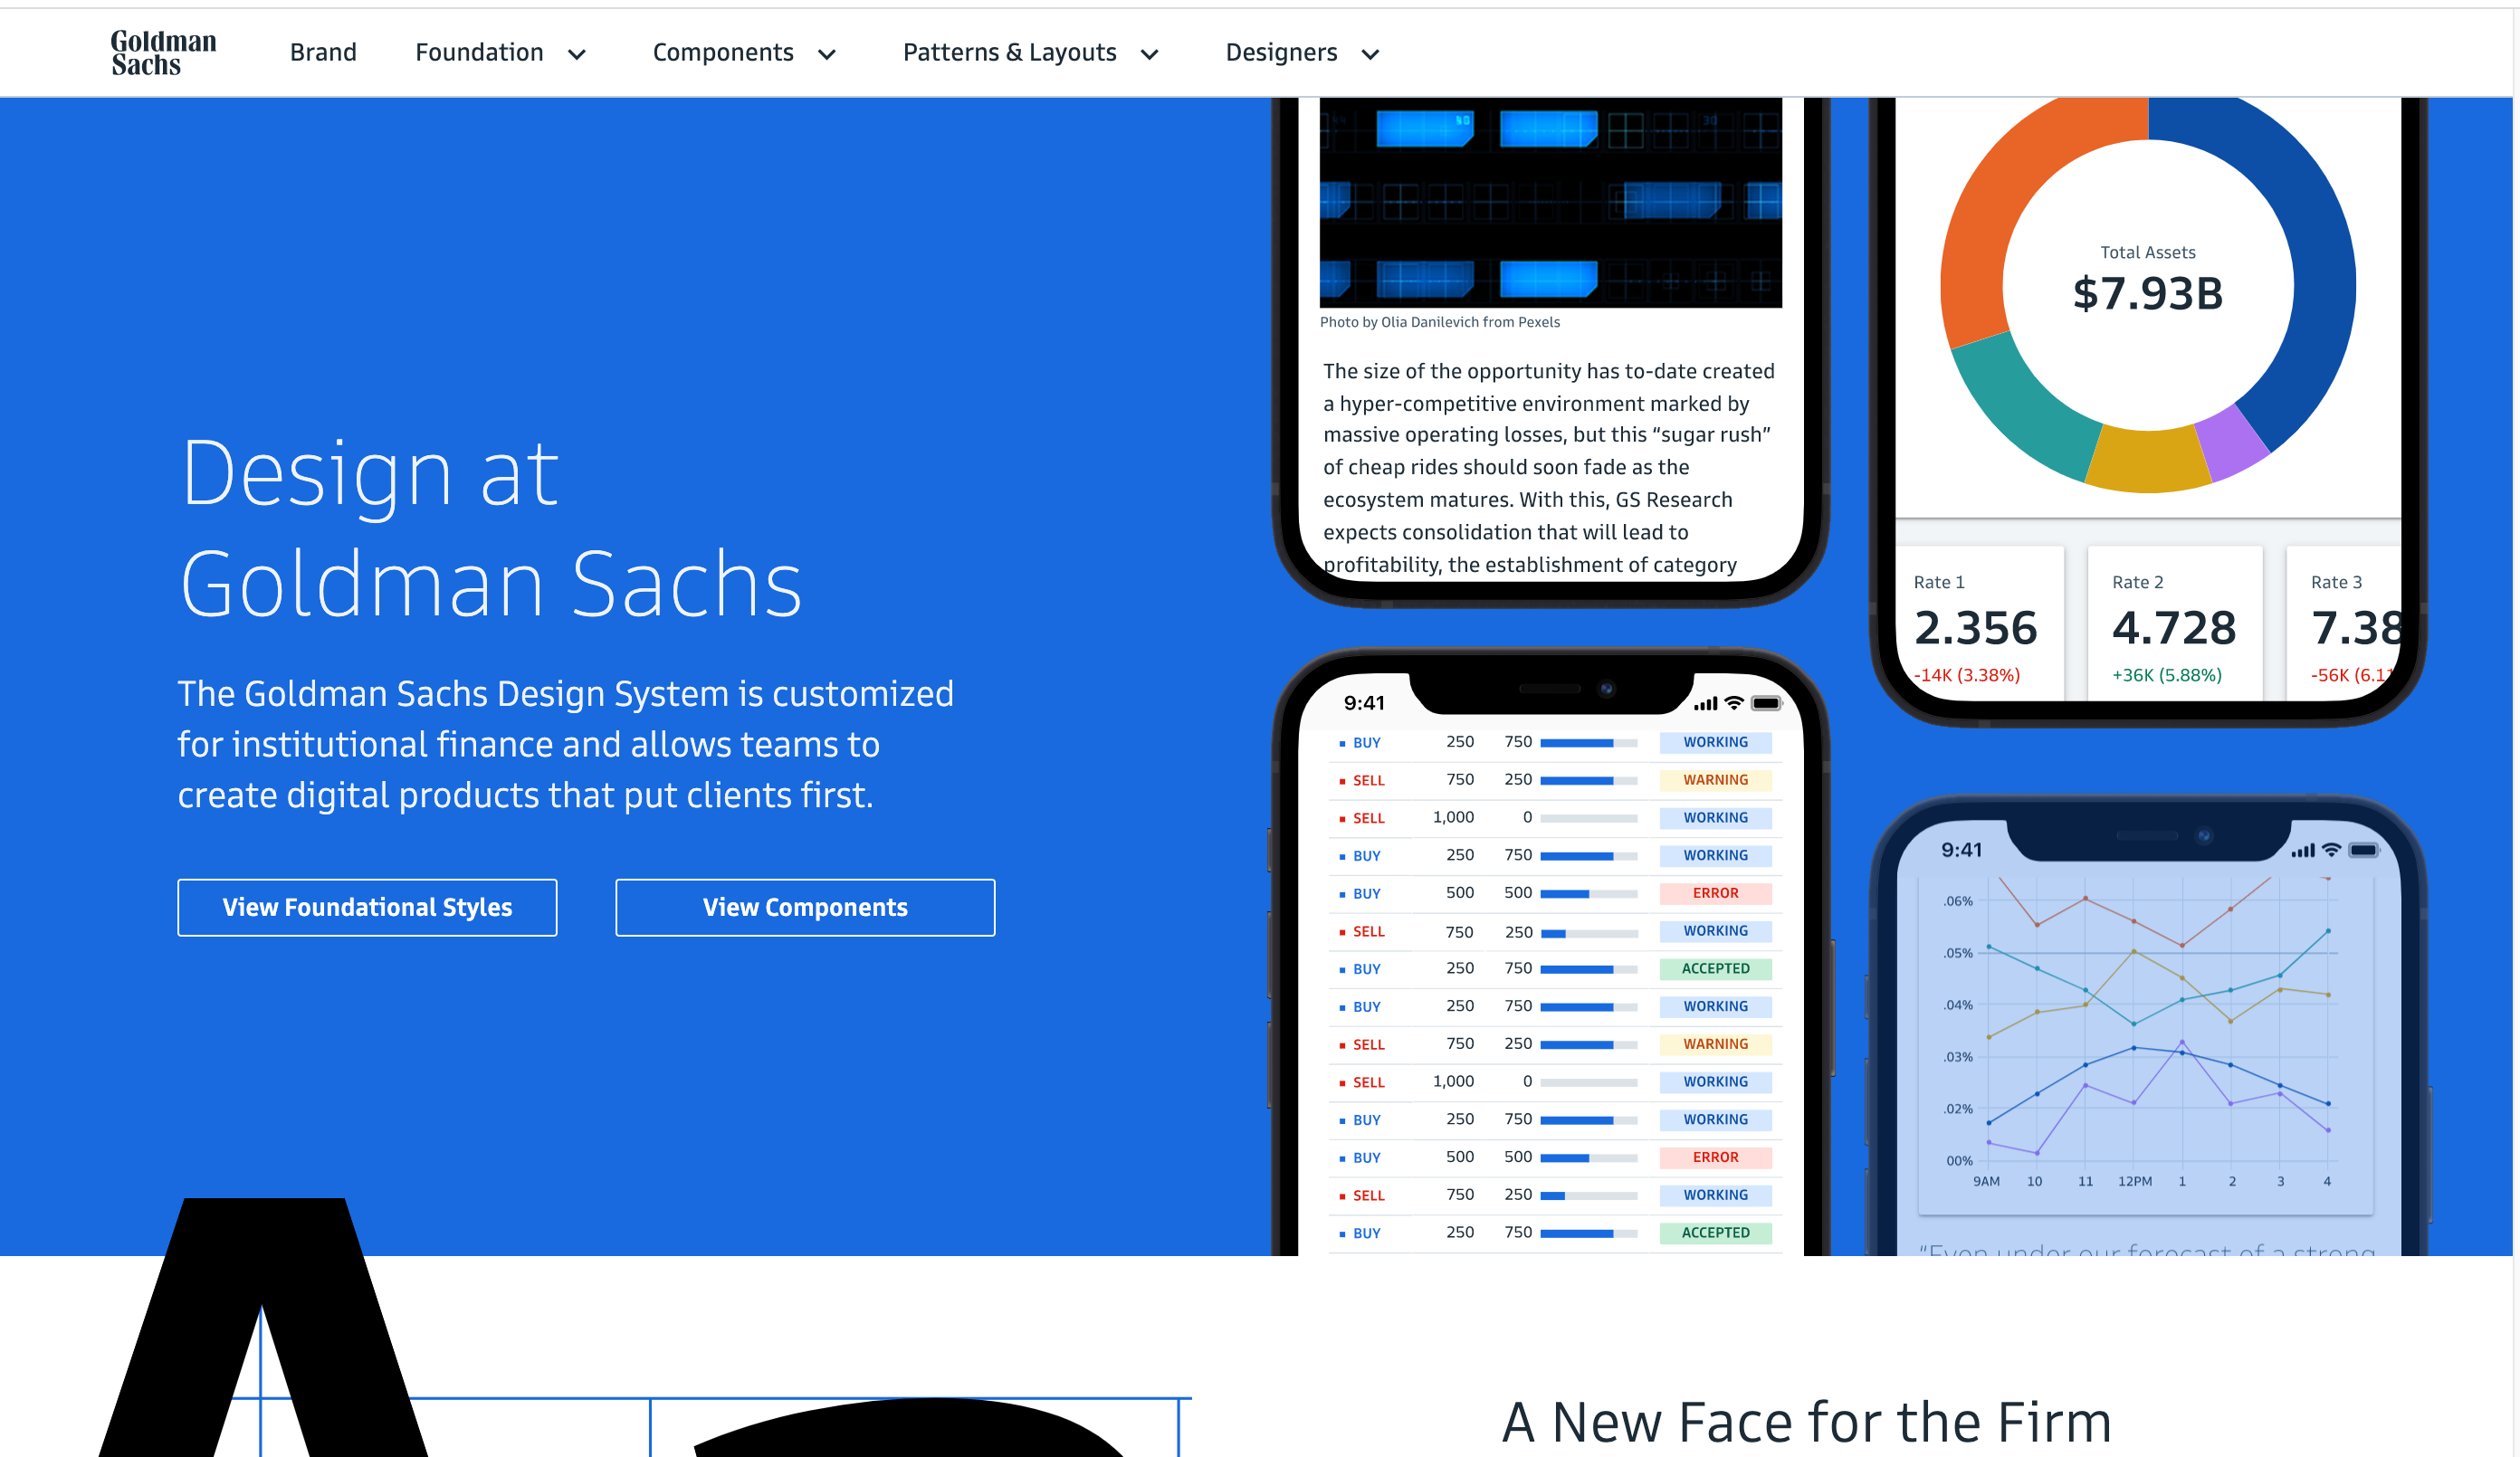 Goldman
Sachs
Brand
Foundation
Components
Patterns & Layouts
Designers
Design at
Goldman Sachs
The Goldman Sachs Design System is customized
for institutional finance and allows teams to
create digital products that put clients first.
View Foundational Styles
View Components
90
30
Photo by Olia Danilevich from Pexels
The size of the opportunity has to-date created
a hyper-competitive environment marked by
massive operating losses, but this “sugar rush”
of cheap rides should soon fade as the
ecosystem matures. With this, GS Research
expects consolidation that will lead to
profitability, the establishment of category
Total Assets
$7.93B
Rate 1
2.356
-14K (3.38%)
Rate 2
4.728
+36K (5.88%)
Rate 3
7.38
-56K (6.11
9:41
BUY 250 750 WORKING
SELL 750 250 WARNING
SELL 1,000 0 WORKING
BUY 250 750 WORKING
BUY 500 500 ERROR
SELL 750 250 WORKING
BUY 250 750 ACCEPTED
BUY 250 750 WORKING
SELL 750 250 WARNING
SELL 1,000 0 WORKING
BUY 250 750 WORKING
BUY 500 500 ERROR
SELL 750 250 WORKING
BUY 250 750 ACCEPTED
9:41
.06%
.05%
.04%
.03%
.02%
00%
9AM 10 11 12PM 1 2 3 4
“Even under our forecast of a strong
A
A New Face for the Firm